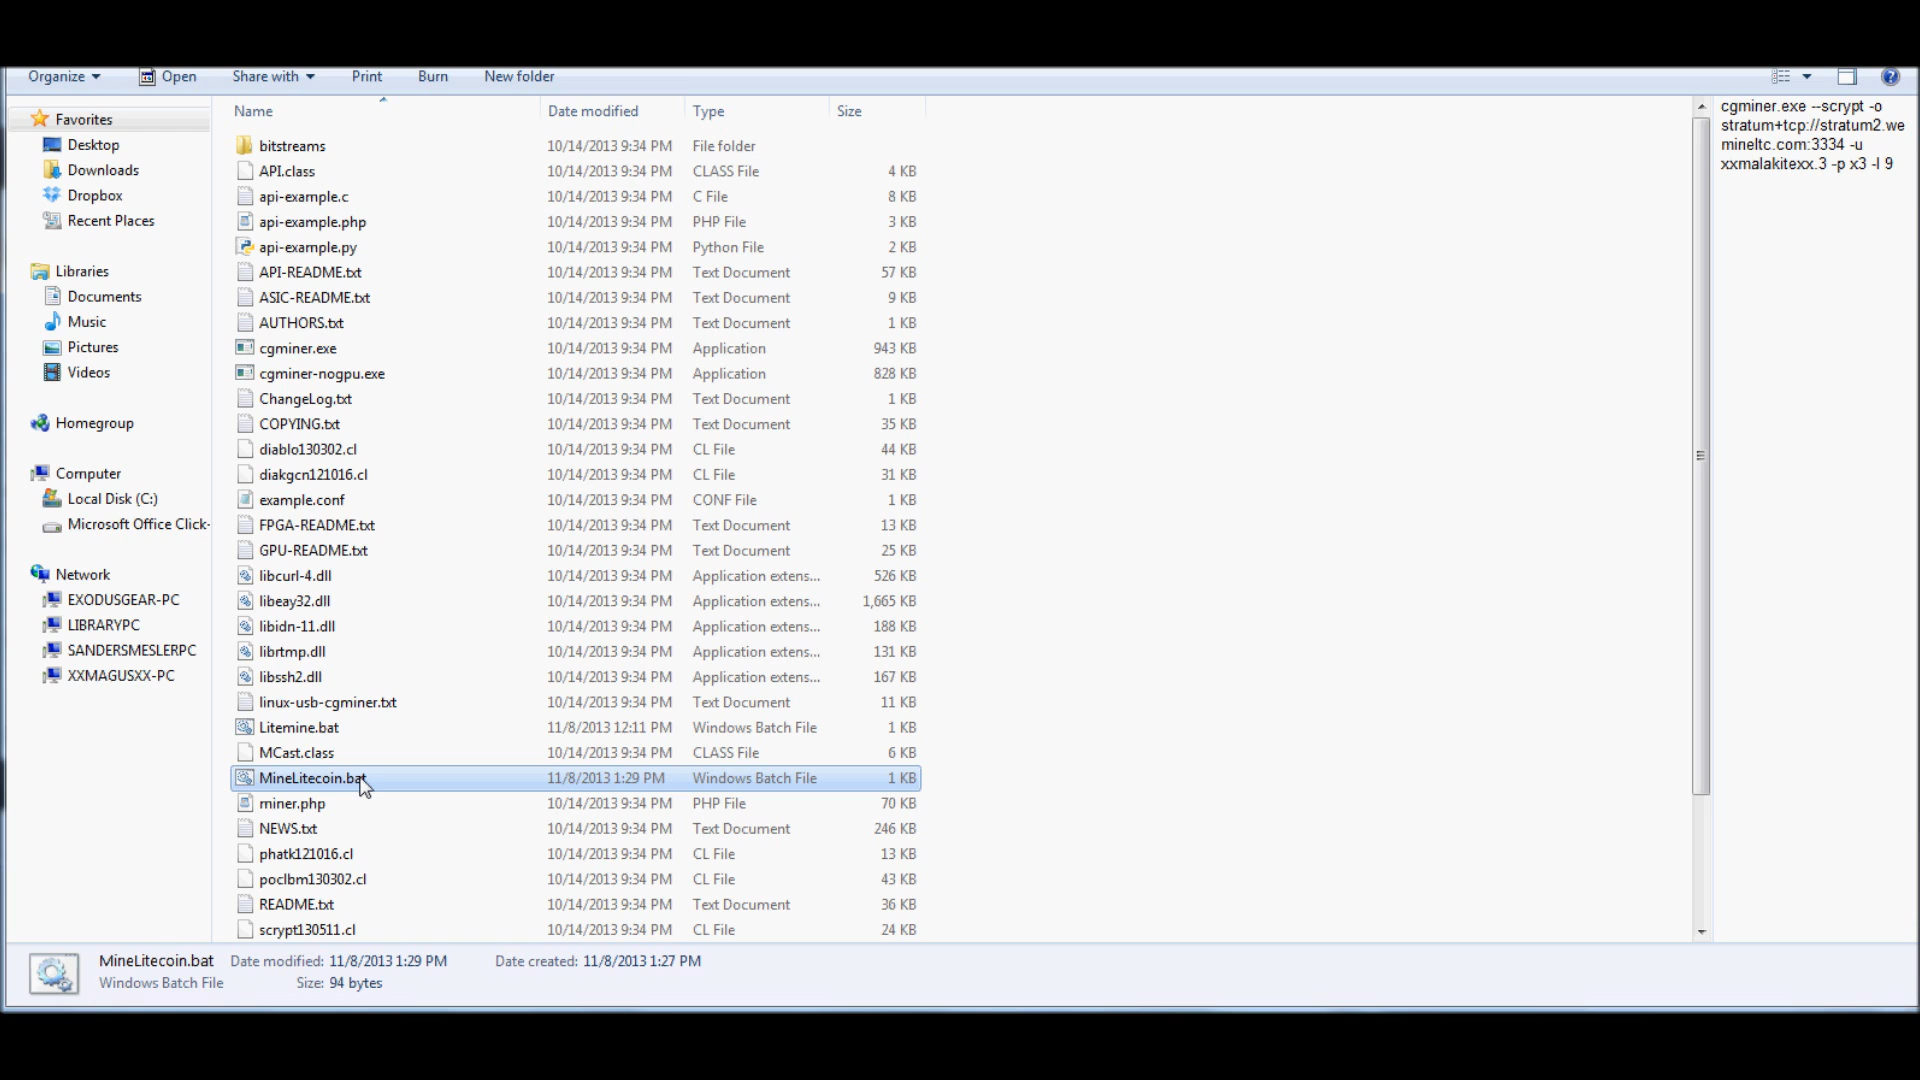 Organize Open Share with Print Burn New folder
Name Date modified Type Size
Favorites
Desktop
Downloads
Dropbox
Recent Places
Libraries
Documents
Music
Pictures
Videos
Homegroup
Computer
Local Disk (C:)
Microsoft Office Click-
Network
EXODUSGEAR-PC
LIBRARYPC
SANDERSMESLERPC
XXMAGUSXX-PC
bitstreams 10/14/2013 9:34 PM File folder
API.class 10/14/2013 9:34 PM CLASS File 4 KB
api-example.c 10/14/2013 9:34 PM C File 8 KB
api-example.php 10/14/2013 9:34 PM PHP File 3 KB
api-example.py 10/14/2013 9:34 PM Python File 2 KB
API-README.txt 10/14/2013 9:34 PM Text Document 57 KB
ASIC-README.txt 10/14/2013 9:34 PM Text Document 9 KB
AUTHORS.txt 10/14/2013 9:34 PM Text Document 1 KB
cgminer.exe 10/14/2013 9:34 PM Application 943 KB
cgminer-nogpu.exe 10/14/2013 9:34 PM Application 828 KB
ChangeLog.txt 10/14/2013 9:34 PM Text Document 1 KB
COPYING.txt 10/14/2013 9:34 PM Text Document 35 KB
diablo130302.cl 10/14/2013 9:34 PM CL File 44 KB
diakgcn121016.cl 10/14/2013 9:34 PM CL File 31 KB
example.conf 10/14/2013 9:34 PM CONF File 1 KB
FPGA-README.txt 10/14/2013 9:34 PM Text Document 13 KB
GPU-README.txt 10/14/2013 9:34 PM Text Document 25 KB
libcurl-4.dll 10/14/2013 9:34 PM Application extens... 526 KB
libeay32.dll 10/14/2013 9:34 PM Application extens... 1,665 KB
libidn-11.dll 10/14/2013 9:34 PM Application extens... 188 KB
librtmp.dll 10/14/2013 9:34 PM Application extens... 131 KB
libssh2.dll 10/14/2013 9:34 PM Application extens... 167 KB
linux-usb-cgminer.txt 10/14/2013 9:34 PM Text Document 11 KB
Litemine.bat 11/8/2013 12:11 PM Windows Batch File 1 KB
MCast.class 10/14/2013 9:34 PM CLASS File 6 KB
MineLitecoin.bat 11/8/2013 1:29 PM Windows Batch File 1 KB
miner.php 10/14/2013 9:34 PM PHP File 70 KB
NEWS.txt 10/14/2013 9:34 PM Text Document 246 KB
phatk121016.cl 10/14/2013 9:34 PM CL File 13 KB
poclbm130302.cl 10/14/2013 9:34 PM CL File 43 KB
README.txt 10/14/2013 9:34 PM Text Document 36 KB
scrypt130511.cl 10/14/2013 9:34 PM CL File 24 KB
cgminer.exe --scrypt -o
stratum+tcp://stratum2.we
mineltc.com:3334 -u
xxmalakitexx.3 -p x3 -I 9
MineLitecoin.bat Date modified: 11/8/2013 1:29 PM Date created: 11/8/2013 1:27 PM
Windows Batch File Size: 94 bytes